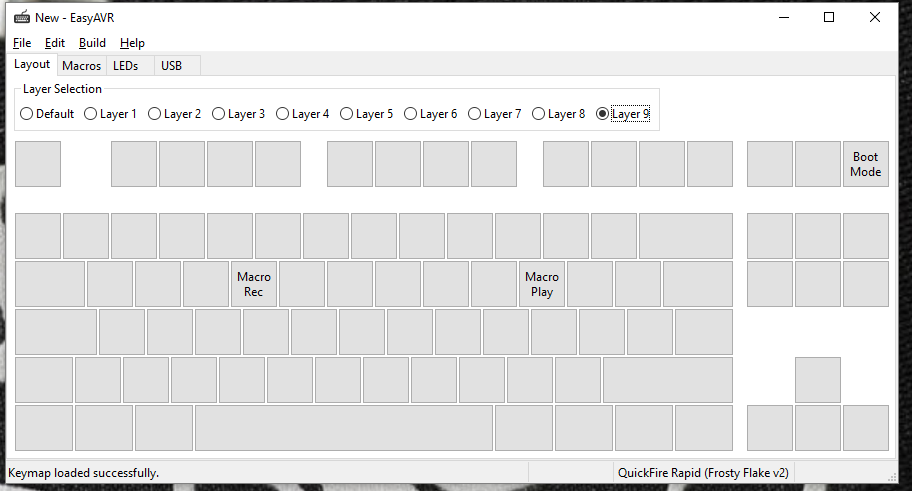 New - EasyAVR
File Edit Build Help
Layout Macros LEDs USB
Layer Selection
Default Layer 1 Layer 2 Layer 3 Layer 4 Layer 5 Layer 6 Layer 7 Layer 8 Layer 9
Boot
Mode
Macro
Rec
Macro
Play
Keymap loaded successfully.
QuickFire Rapid (Frosty Flake v2)